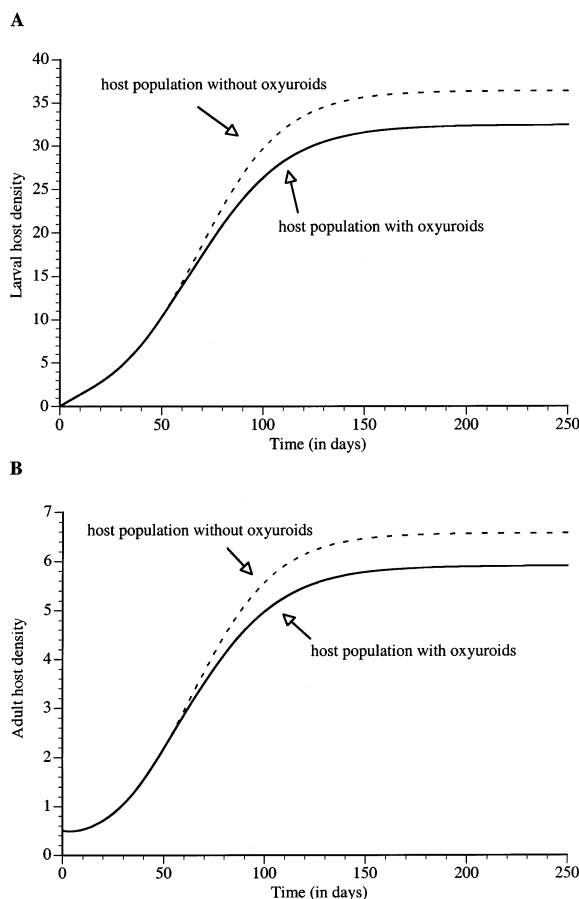 A
40
35
30
25
20
15
10
5
0
Larval host density
host population without oxyuroids
host population with oxyuroids
0 50 100 150 200 250
Time (in days)
B
7
6
5
4
3
2
1
0
Adult host density
host population without oxyuroids
host population with oxyuroids
0 50 100 150 200 250
Time (in days)